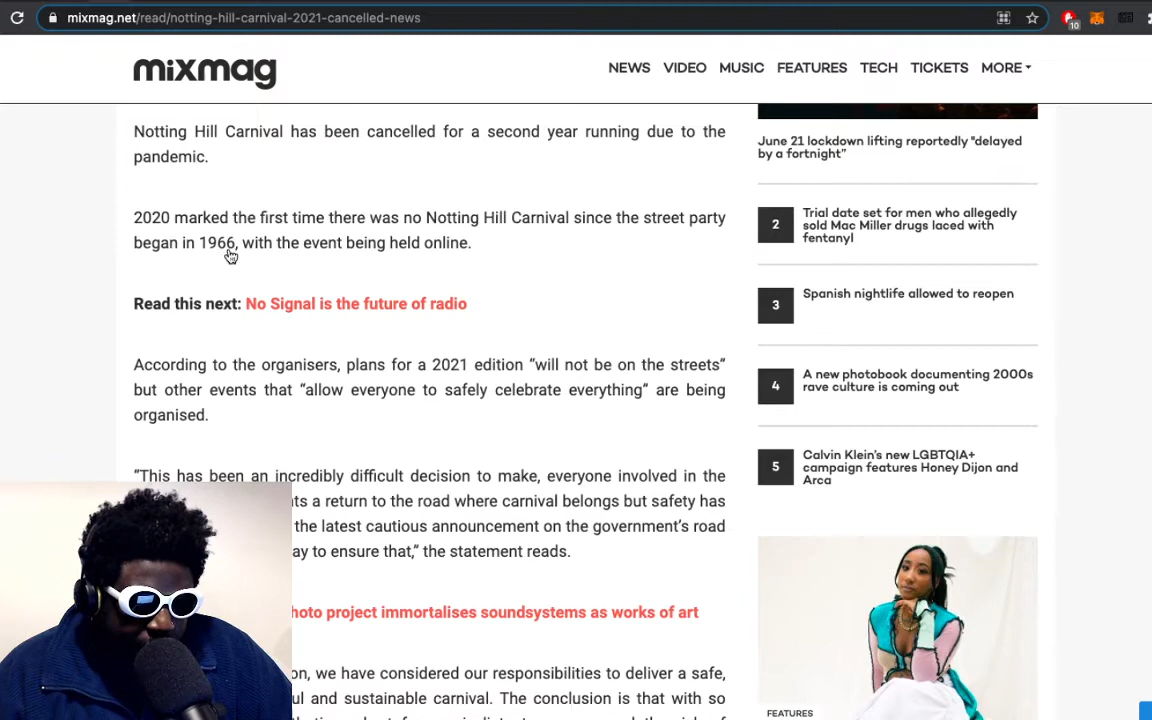 mixmag.net/read/notting-hill-carnival-2021-cancelled-news
10
mixmag
NEWS VIDEO MUSIC FEATURES TECH TICKETS MORE
Notting Hill Carnival has been cancelled for a second year running due to the
pandemic.
2020 marked the first time there was no Notting Hill Carnival since the street party
began in 1966, with the event being held online.
Read this next: No Signal is the future of radio
According to the organisers, plans for a 2021 edition “will not be on the streets”
but other events that “allow everyone to safely celebrate everything” are being
organised.
“This has been an incredibly difficult decision to make, everyone involved in the
a return to the road where carnival belongs but safety has
the latest cautious announcement on the government’s road
to ensure that,” the statement reads.
project immortalises soundsystems as works of art
we have considered our responsibilities to deliver a safe,
and sustainable carnival. The conclusion is that with so
June 21 lockdown lifting reportedly "delayed
by a fortnight”
2
Trial date set for men who allegedly
sold Mac Miller drugs laced with
fentanyl
3
Spanish nightlife allowed to reopen
4
A new photobook documenting 2000s
rave culture is coming out
5
Calvin Klein’s new LGBTQIA+
campaign features Honey Dijon and
Arca
FEATURES